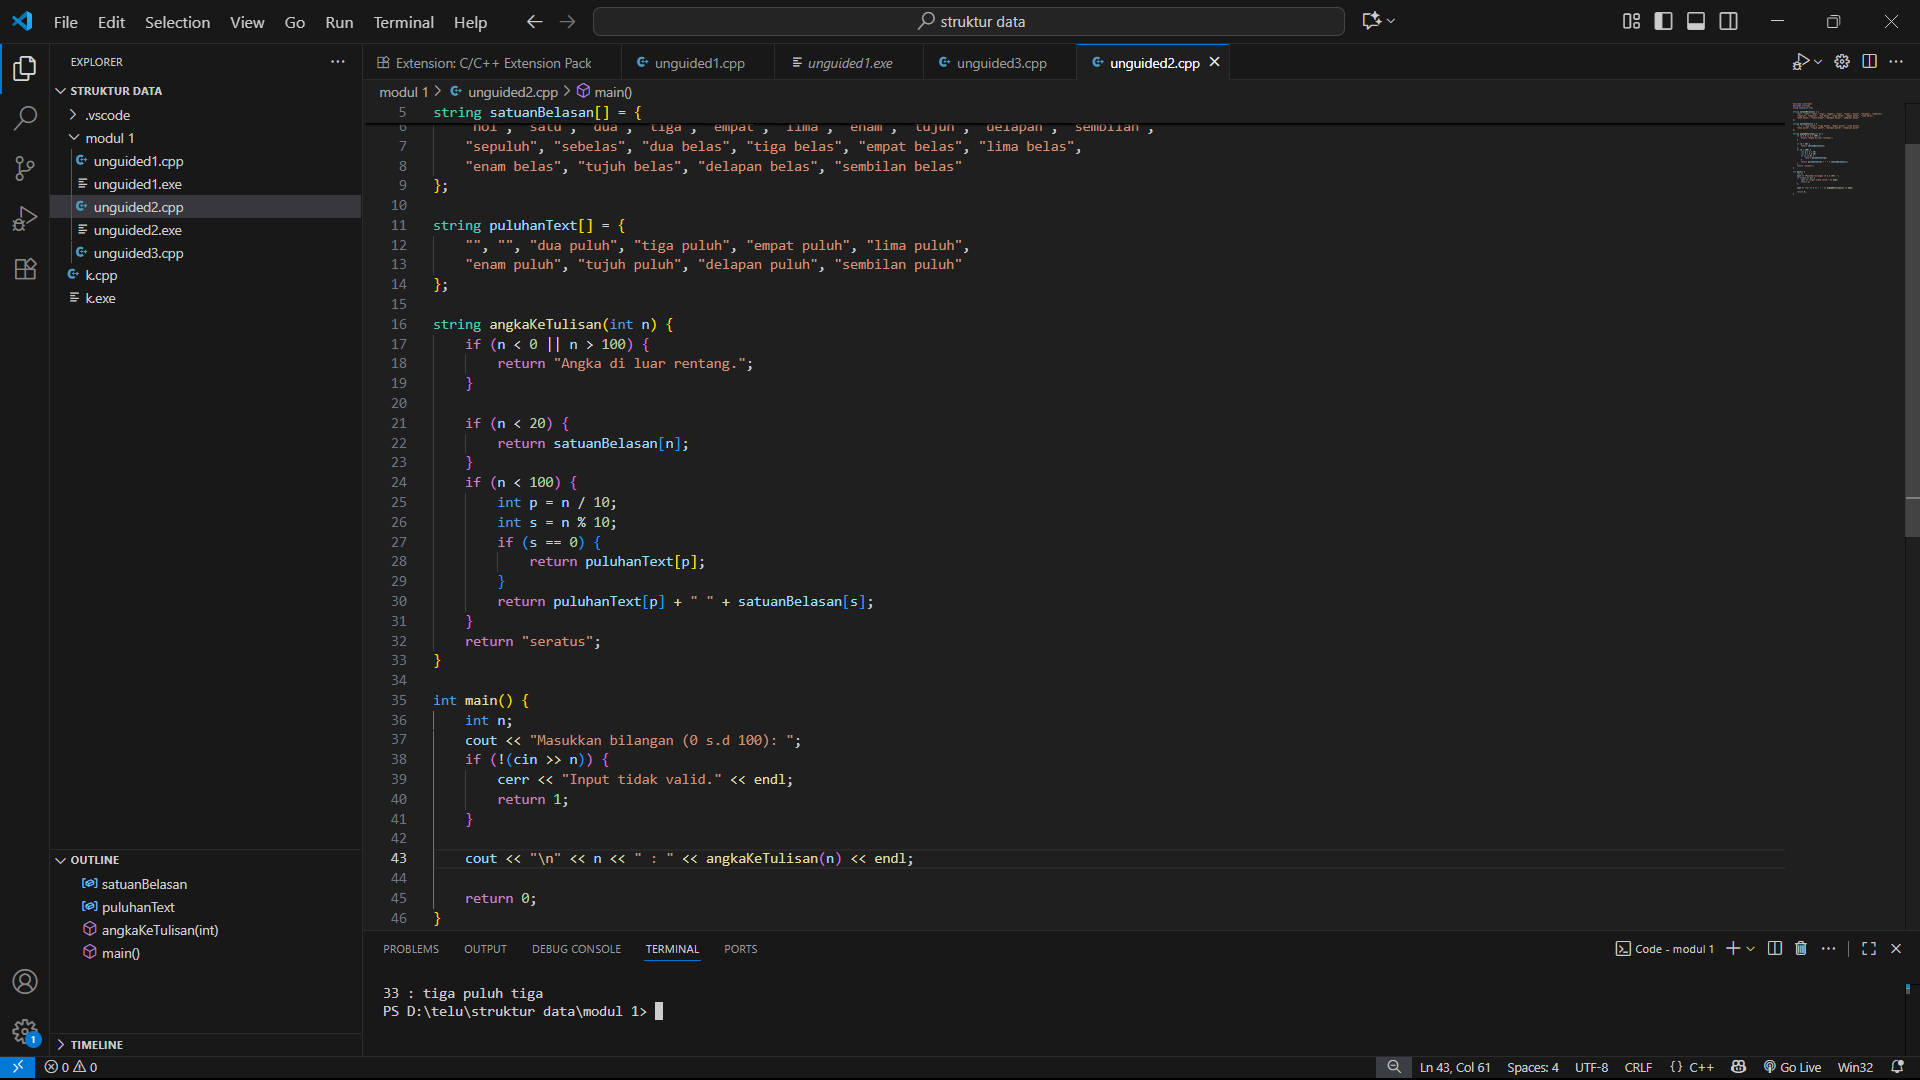 File Edit Selection View Go Run Terminal Help
struktur data
EXPLORER
STRUKTUR DATA
.vscode
modul 1
unguided1.cpp
unguided1.exe
unguided2.cpp
unguided2.exe
unguided3.cpp
k.cpp
k.exe
OUTLINE
satuanBelasan
puluhanText
angkaKeTulisan(int)
main()
TIMELINE
Extension: C/C++ Extension Pack unguided1.cpp unguided1.exe unguided3.cpp unguided2.cpp
modul 1 > unguided2.cpp > main()
5 string satuanBelasan[] = {
6 "nol", "satu", "dua", "tiga", "empat", "lima", "enam", "tujuh", "delapan", "sembilan",
7 "sepuluh", "sebelas", "dua belas", "tiga belas", "empat belas", "lima belas",
8 "enam belas", "tujuh belas", "delapan belas", "sembilan belas"
9 };
10
11 string puluhanText[] = {
12 "", "", "dua puluh", "tiga puluh", "empat puluh", "lima puluh",
13 "enam puluh", "tujuh puluh", "delapan puluh", "sembilan puluh"
14 };
15
16 string angkaKeTulisan(int n) {
17 if (n < 0 || n > 100) {
18 return "Angka di luar rentang.";
19 }
20
21 if (n < 20) {
22 return satuanBelasan[n];
23 }
24 if (n < 100) {
25 int p = n / 10;
26 int s = n % 10;
27 if (s == 0) {
28 return puluhanText[p];
29 }
30 return puluhanText[p] + " " + satuanBelasan[s];
31 }
32 return "seratus";
33 }
34
35 int main() {
36 int n;
37 cout << "Masukkan bilangan (0 s.d 100): ";
38 if (!(cin >> n)) {
39 cerr << "Input tidak valid." << endl;
40 return 1;
41 }
42
43 cout << "\n" << n << " : " << angkaKeTulisan(n) << endl;
44
45 return 0;
46 }
PROBLEMS OUTPUT DEBUG CONSOLE TERMINAL PORTS
Code - modul 1
33 : tiga puluh tiga
PS D:\telu\struktur data\modul 1>
1
0 0
Ln 43, Col 61 Spaces: 4 UTF-8 CRLF {} C++ Go Live Win32